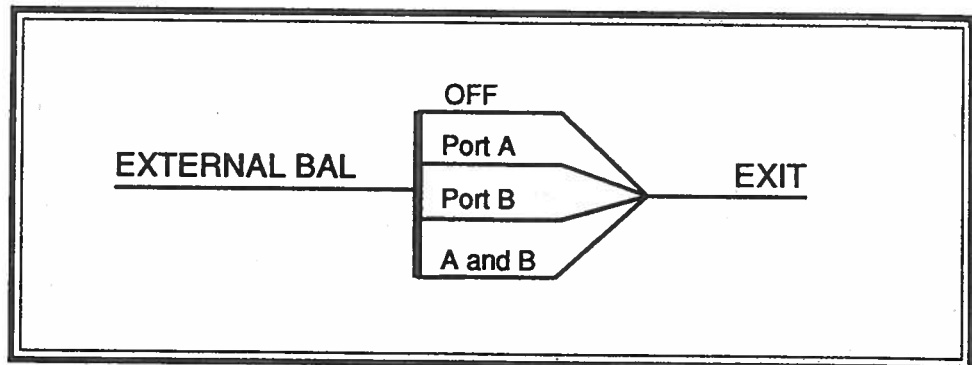 OFF
Port A
EXTERNAL BAL
EXIT
Port B
A and B